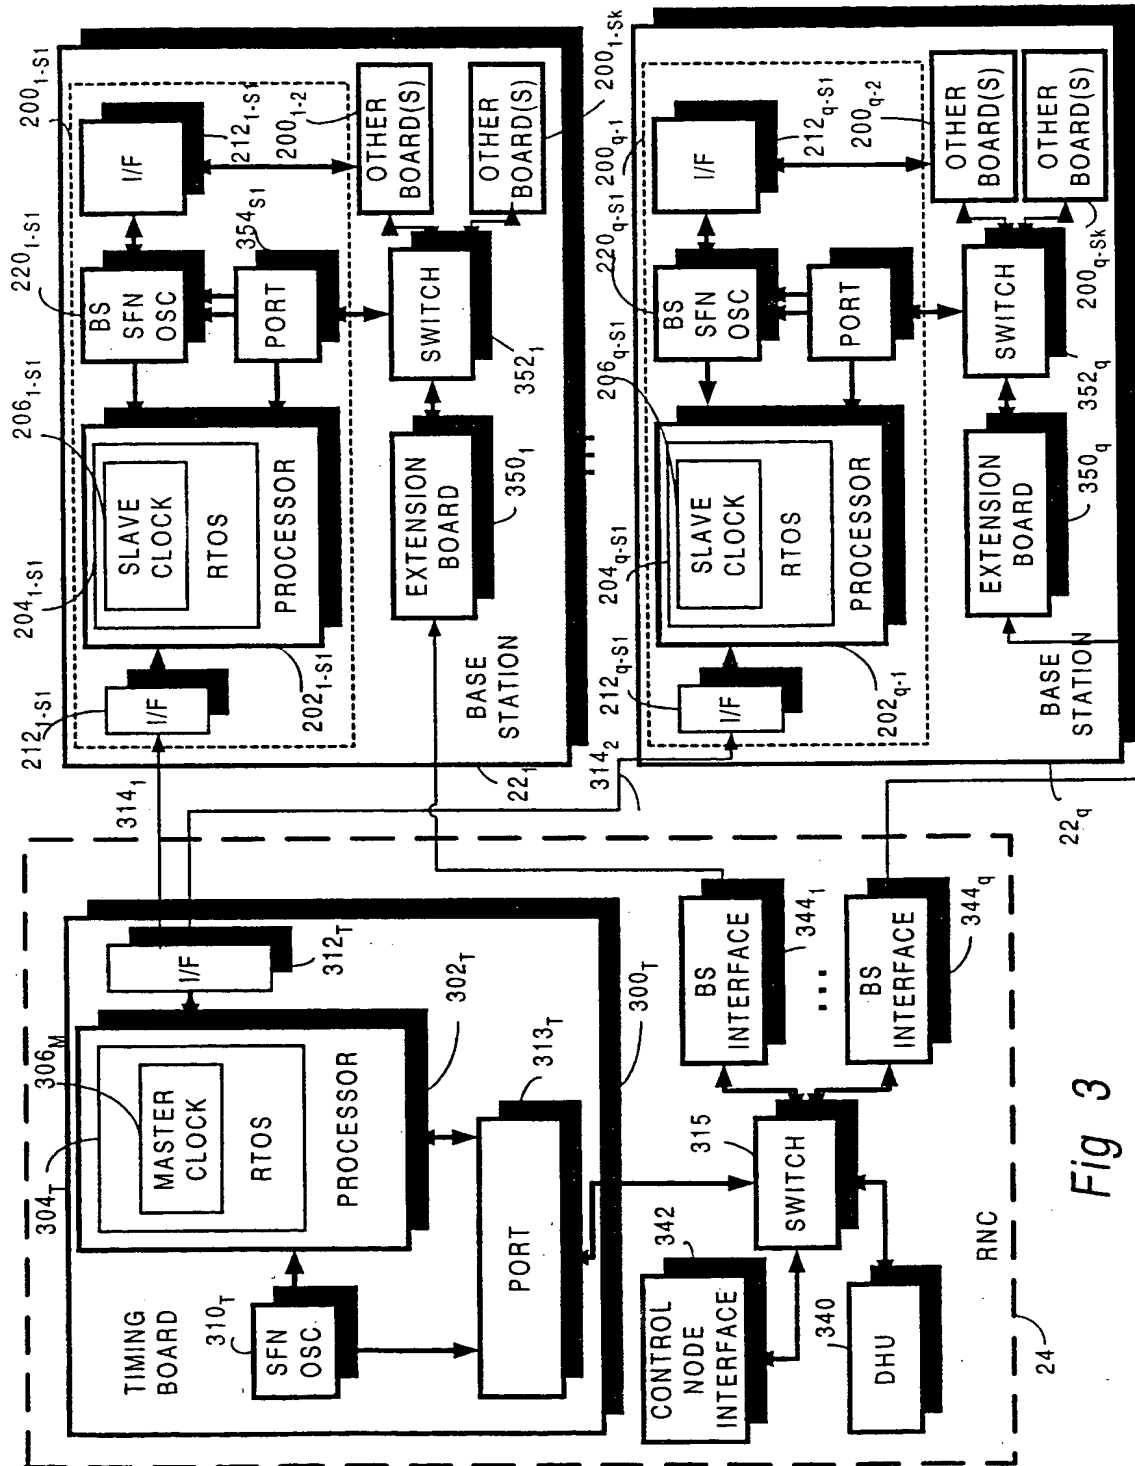 200₁₋S1
220₁₋S1
206₁₋S1
204₁₋S1
212₁₋S1
I/F
SLAVE
CLOCK
RTOS
PROCESSOR
202₁₋S1
BS
SFN
OSC
354S1
PORT
I/F
212₁₋S1
200₁₋₂
OTHER
BOARD(S)
OTHER
BOARD(S)
200₁₋Sk
SWITCH
352₁
EXTENSION
BOARD
350₁
BASE
STATION
22₁
314₁
200q-1
220q-S1
206q-S1
204q-S1
212q-S1
I/F
SLAVE
CLOCK
RTOS
PROCESSOR
202q-1
BS
SFN
OSC
PORT
I/F
212q-S1
200q-2
OTHER
BOARD(S)
OTHER
BOARD(S)
200q-Sk
SWITCH
352q
EXTENSION
BOARD
350q
BASE
STATION
22q
314₂
306M
304T
MASTER
CLOCK
RTOS
PROCESSOR
302T
I/F
312T
TIMING
BOARD
310T
SFN
OSC
PORT
313T
300T
342
CONTROL
NODE
INTERFACE
315
SWITCH
340
DHU
BS
INTERFACE
344₁
BS
INTERFACE
344q
RNC
24
Fig 3